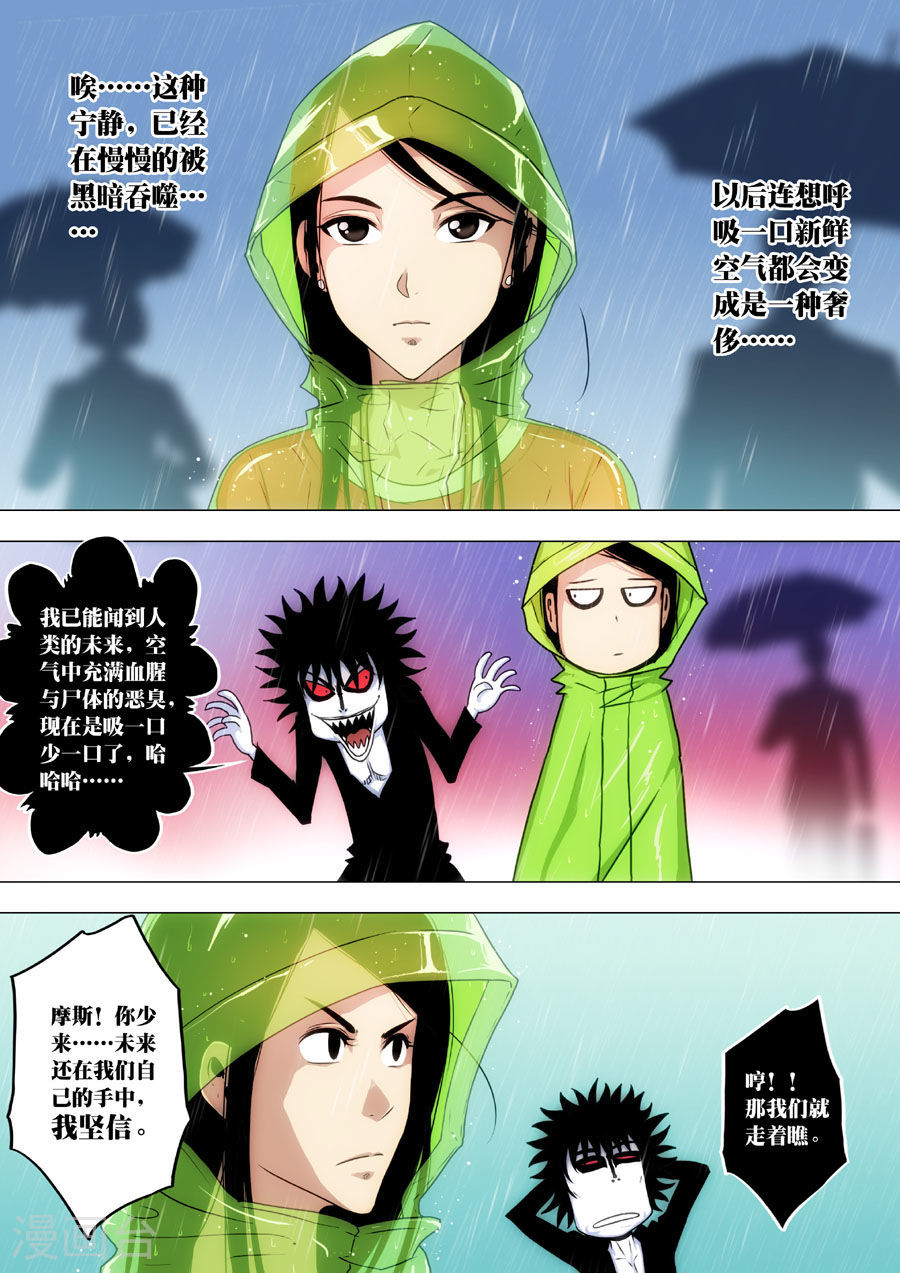 唉……这种
宁静，已经
在慢慢的被
黑暗吞噬…
…
以后连想呼
吸一口新鲜
空气都会变
成是一种奢
侈……
我已能闻到人
类的未来，空
气中充满血腥
与尸体的恶臭，
现在是吸一口
少一口了，哈
哈哈……
摩斯！你少
来……未来
还在我们自
己的手中，
我坚信。
哼！！
那我们就
走着瞧。
漫画台